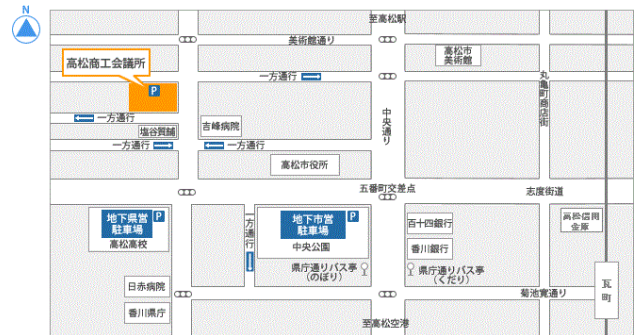 N
至高松駅
美術館通り
高松商工会議所
高松市
美術館
P
一方通行
丸亀町商店街
中央通り
一方通行
塩谷質舗
吉峰病院
一方通行
一方通行
高松市役所
五番町交差点
志度街道
地下県営
駐車場
P
高松高校
一方通行
地下市営
駐車場
P
中央公園
百十四銀行
高松信用
金庫
香川銀行
県庁通りバス亭
(のぼり)
県庁通りバス亭
(くだり)
日赤病院
瓦町
菊池寛通り
香川県庁
至高松空港